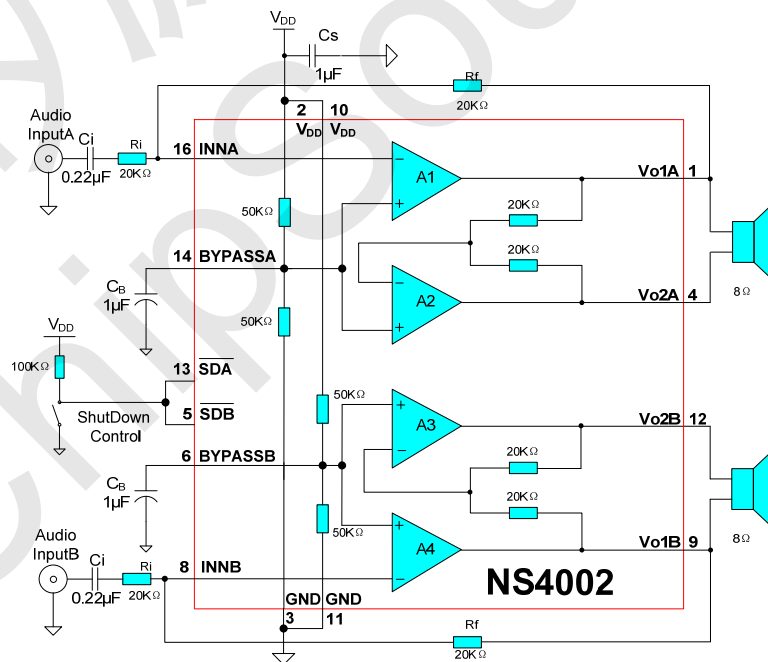 VDD
Cs
1μF
Rf
20KΩ
2 10
VDD VDD
Audio
InputA
Ci
Ri
0.22μF
20KΩ
16 INNA
A1
Vo1A 1
50KΩ
20KΩ
20KΩ
14 BYPASSA
CB
1μF
A2
Vo2A 4
8Ω
50KΩ
VDD
100KΩ
13 SDA
5 SDB
ShutDown
Control
50KΩ
A3
Vo2B 12
20KΩ
6 BYPASSB
CB
1μF
20KΩ
50KΩ
A4
Vo1B 9
8Ω
Audio
InputB
Ci
Ri
0.22μF
20KΩ
8 INNB
NS4002
GND GND
3 11
Rf
20KΩ